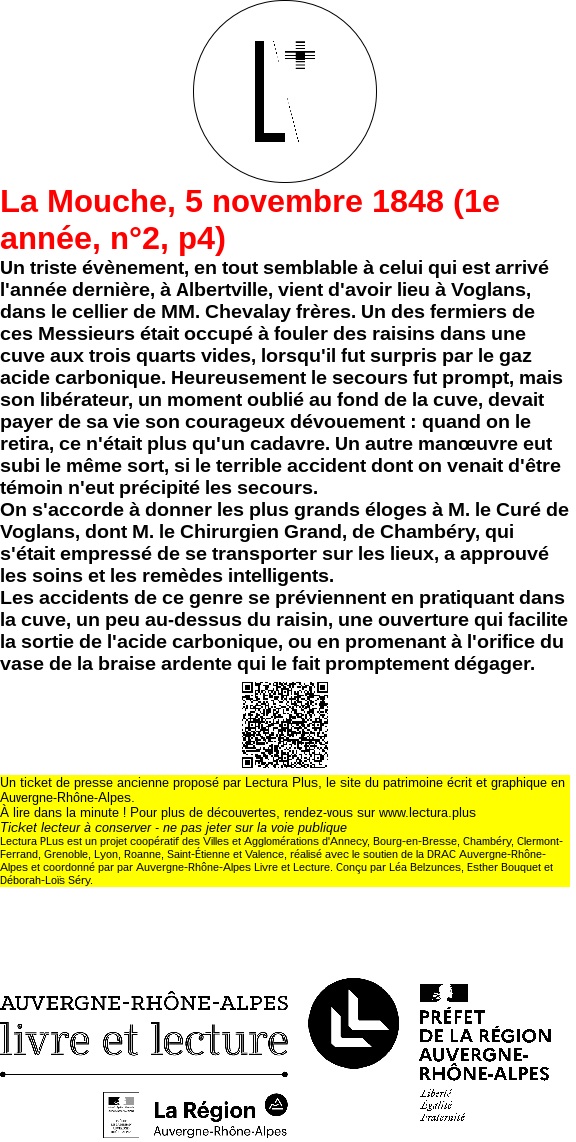 L+
La Mouche, 5 novembre 1848 (1e
année, n°2, p4)
Un triste évènement, en tout semblable à celui qui est arrivé
l'année dernière, à Albertville, vient d'avoir lieu à Voglans,
dans le cellier de MM. Chevalay frères. Un des fermiers de
ces Messieurs était occupé à fouler des raisins dans une
cuve aux trois quarts vides, lorsqu'il fut surpris par le gaz
acide carbonique. Heureusement le secours fut prompt, mais
son libérateur, un moment oublié au fond de la cuve, devait
payer de sa vie son courageux dévouement : quand on le
retira, ce n'était plus qu'un cadavre. Un autre manœuvre eut
subi le même sort, si le terrible accident dont on venait d'être
témoin n'eut précipité les secours.
On s'accorde à donner les plus grands éloges à M. le Curé de
Voglans, dont M. le Chirurgien Grand, de Chambéry, qui
s'était empressé de se transporter sur les lieux, a approuvé
les soins et les remèdes intelligents.
Les accidents de ce genre se préviennent en pratiquant dans
la cuve, un peu au-dessus du raisin, une ouverture qui facilite
la sortie de l'acide carbonique, ou en promenant à l'orifice du
vase de la braise ardente qui le fait promptement dégager.
Un ticket de presse ancienne proposé par Lectura Plus, le site du patrimoine écrit et graphique en
Auvergne-Rhône-Alpes.
À lire dans la minute ! Pour plus de découvertes, rendez-vous sur www.lectura.plus
Ticket lecteur à conserver - ne pas jeter sur la voie publique
Lectura PLus est un projet coopératif des Villes et Agglomérations d'Annecy, Bourg-en-Bresse, Chambéry, Clermont-
Ferrand, Grenoble, Lyon, Roanne, Saint-Étienne et Valence, réalisé avec le soutien de la DRAC Auvergne-Rhône-
Alpes et coordonné par par Auvergne-Rhône-Alpes Livre et Lecture. Conçu par Léa Belzunces, Esther Bouquet et
Déborah-Loïs Séry.
AUVERGNE-RHÔNE-ALPES
livre et lecture
PRÉFET
DE LA RÉGION
AUVERGNE-
RHÔNE-ALPES
Liberté
Égalité
Fraternité
La Région
Auvergne-Rhône-Alpes